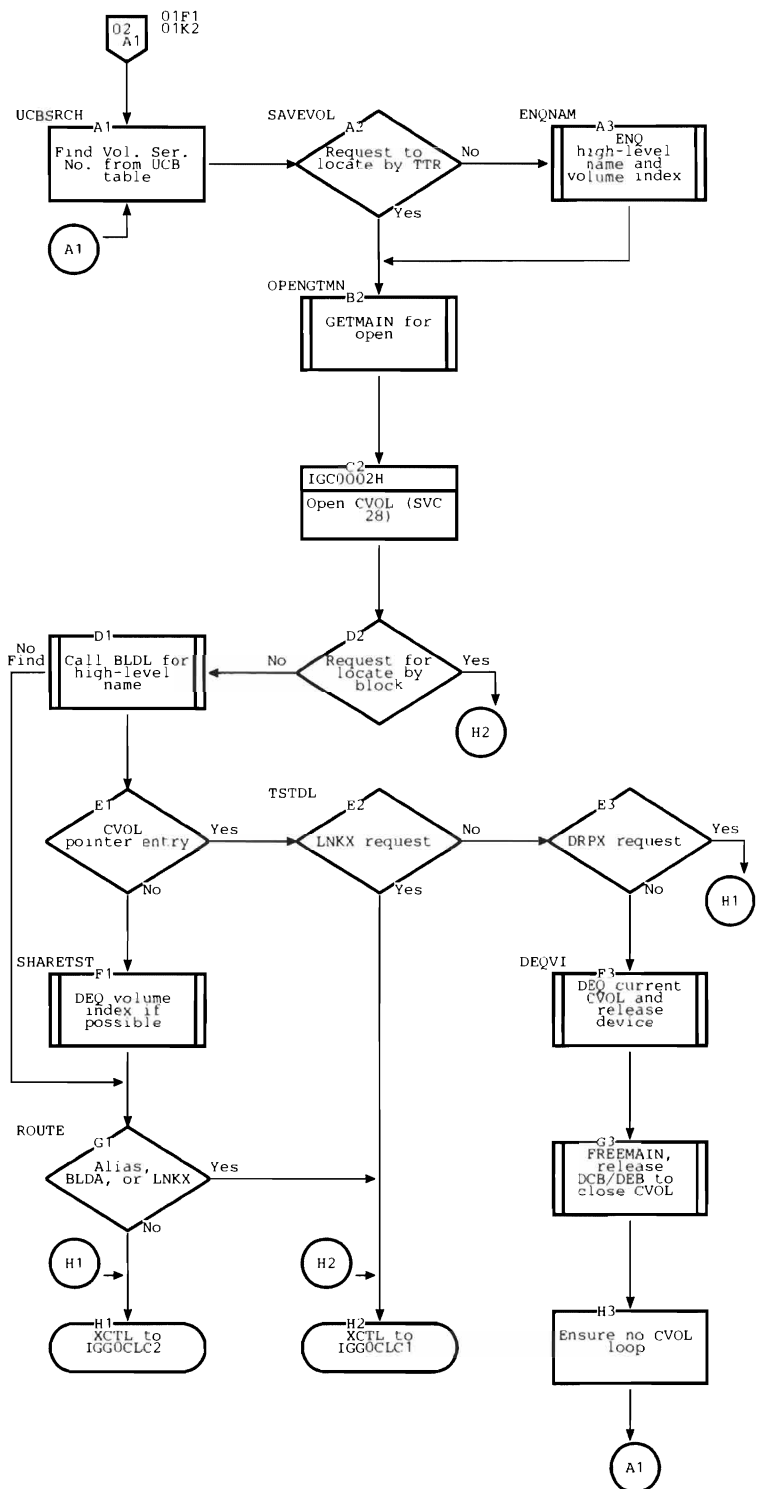 02
A1
01F1
01K2
UCBSRCH
A1
Find Vol. Ser.
No. from UCB
table
SAVEVOL
A2
Request to
locate by TTR
No
Yes
ENQNAM
A3
ENQ
high-level
name and
volume index
A1
OPENGTMN
B2
GETMAIN for
open
C2
IGC0002H
Open CVOL (SVC
28)
D1
Call BLDL for
high-level
name
No
Find
D2
Request for
locate by
block
No
Yes
H2
E1
CVOL
pointer entry
Yes
No
TSTDL
E2
LNKX request
No
Yes
E3
DRPX request
Yes
No
H1
SHARETST
F1
DEQ volume
index if
possible
DEQVI
F3
DEQ current
CVOL and
release
device
ROUTE
G1
Alias,
BLDA, or LNKX
Yes
No
G3
FREEMAIN,
release
DCB/DEB to
close CVOL
H1
H2
H1
XCTL to
IGG0CLC2
H2
XCTL to
IGG0CLC1
H3
Ensure no CVOL
loop
A1